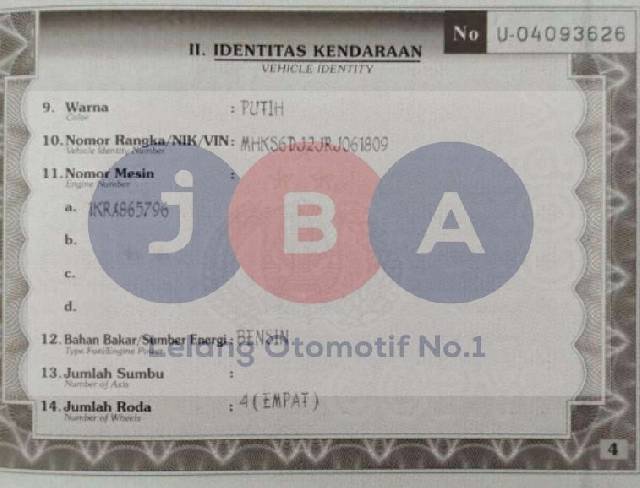 No U-04093626
II. IDENTITAS KENDARAAN
VEHICLE IDENTITY
9. Warna : PUTIH
Color
10. Nomor Rangka/NIK/VIN : MHKS6DJ2JRJ061809
Vehicle Identity Number
11. Nomor Mesin :
Engine Number
a. 1KRA865796
b.
c.
d.
jBA
12. Bahan Bakar/Sumber Energi : BENSIN
Type Fuel/Engine Power
Lelang Otomotif No.1
13. Jumlah Sumbu :
Number of Axis
14. Jumlah Roda : 4 (EMPAT)
Number of Wheels
4